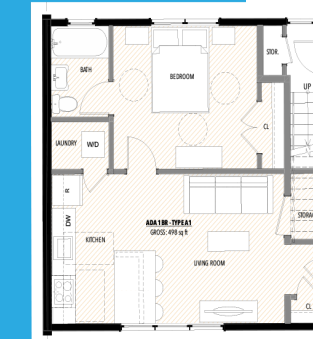 STOR.
BATH
BEDROOM
UP
CL
LAUNDRY
W/D
R
ADA 1 BR - TYPE A1
GROSS: 498 sq ft
STORAG
DW
KITCHEN
LIVING ROOM
CL